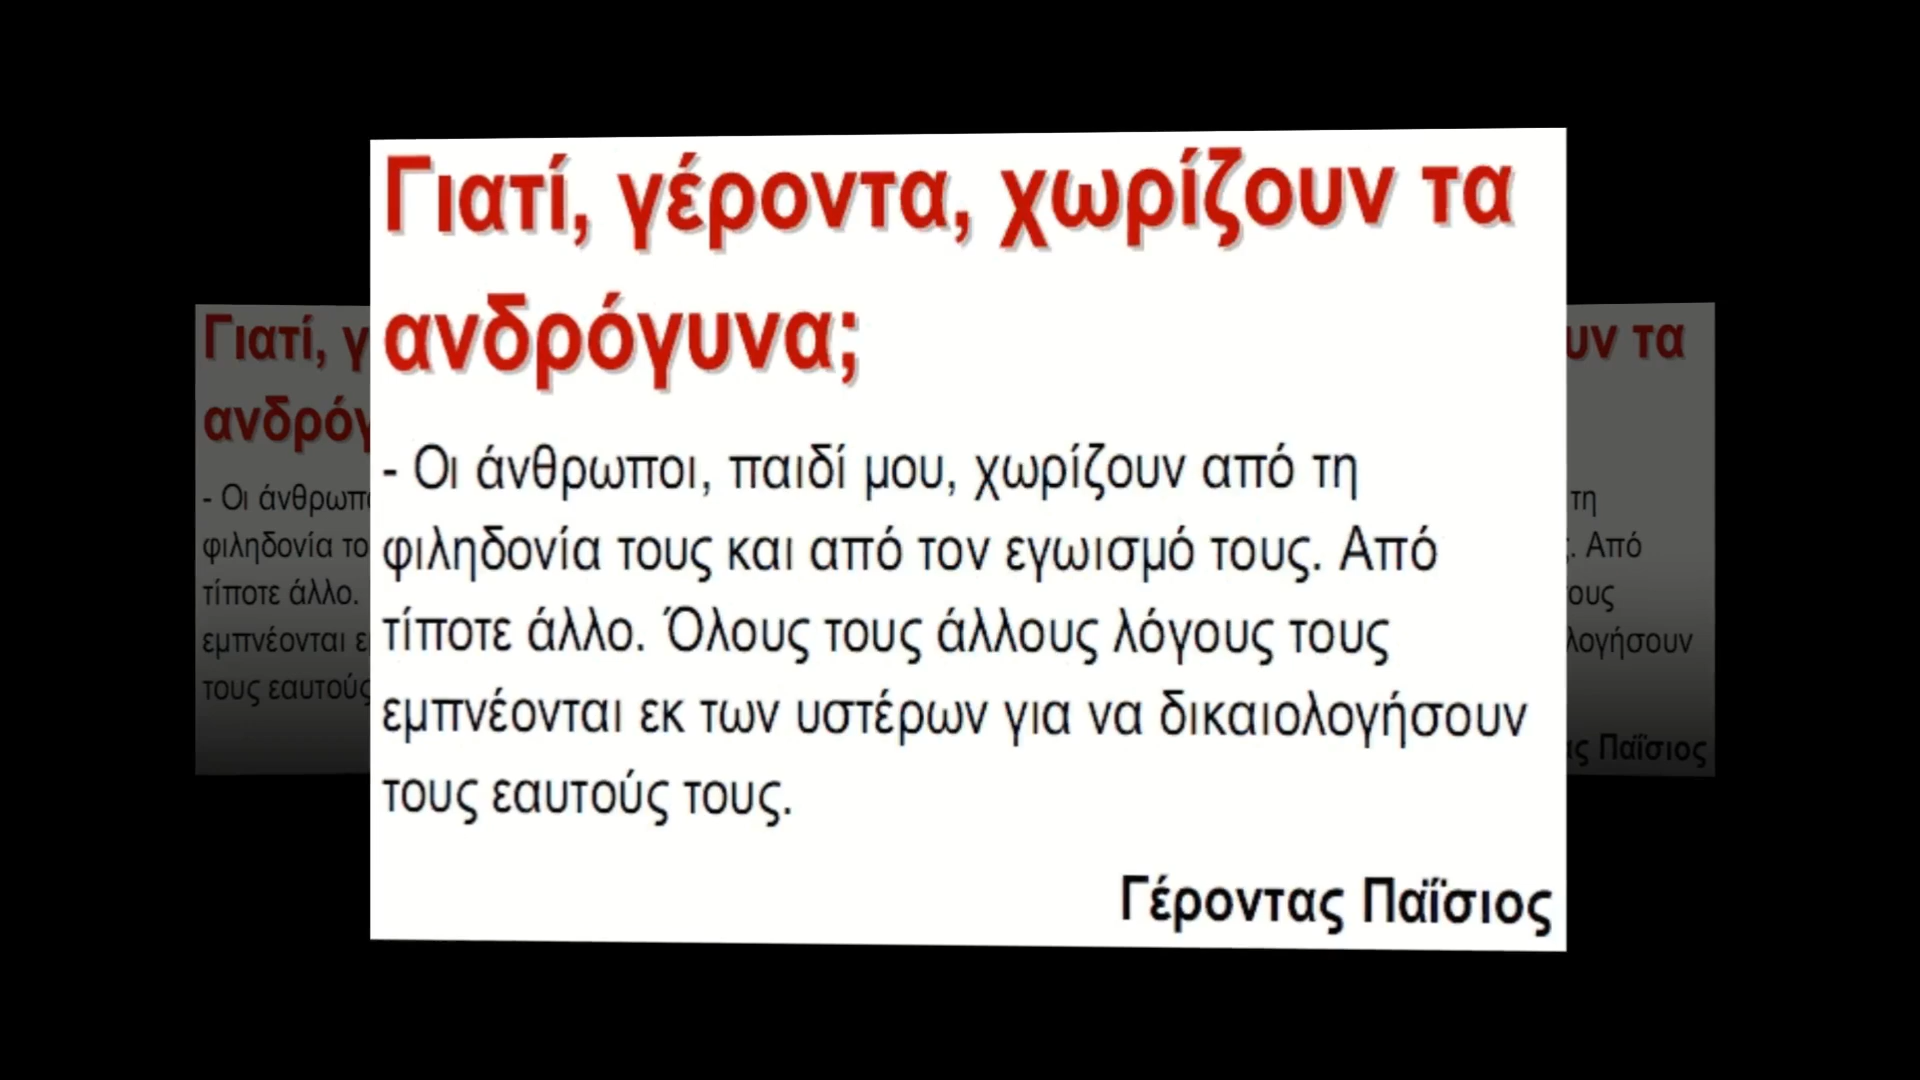 Γιατί, γέροντα, χωρίζουν τα
ανδρόγυνα;
- Οι άνθρωποι, παιδί μου, χωρίζουν από τη
φιληδονία τους και από τον εγωισμό τους. Από
τίποτε άλλο. Όλους τους άλλους λόγους τους
εμπνέονται εκ των υστέρων για να δικαιολογήσουν
τους εαυτούς τους.
Γέροντας Παΐσιος